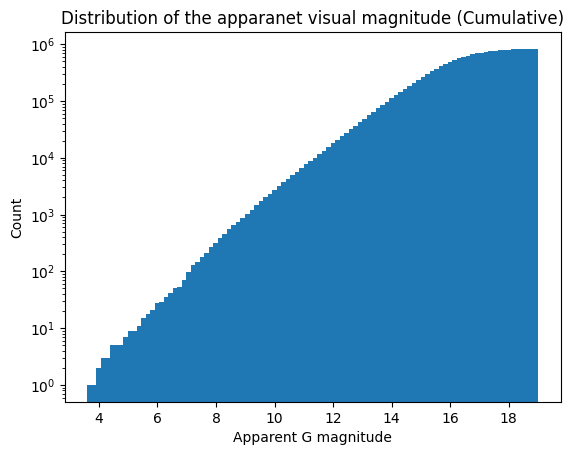 Distribution of the apparanet visual magnitude (Cumulative)
10^6
10^5
10^4
10^3
10^2
10^1
10^0
Count
4 6 8 10 12 14 16 18
Apparent G magnitude